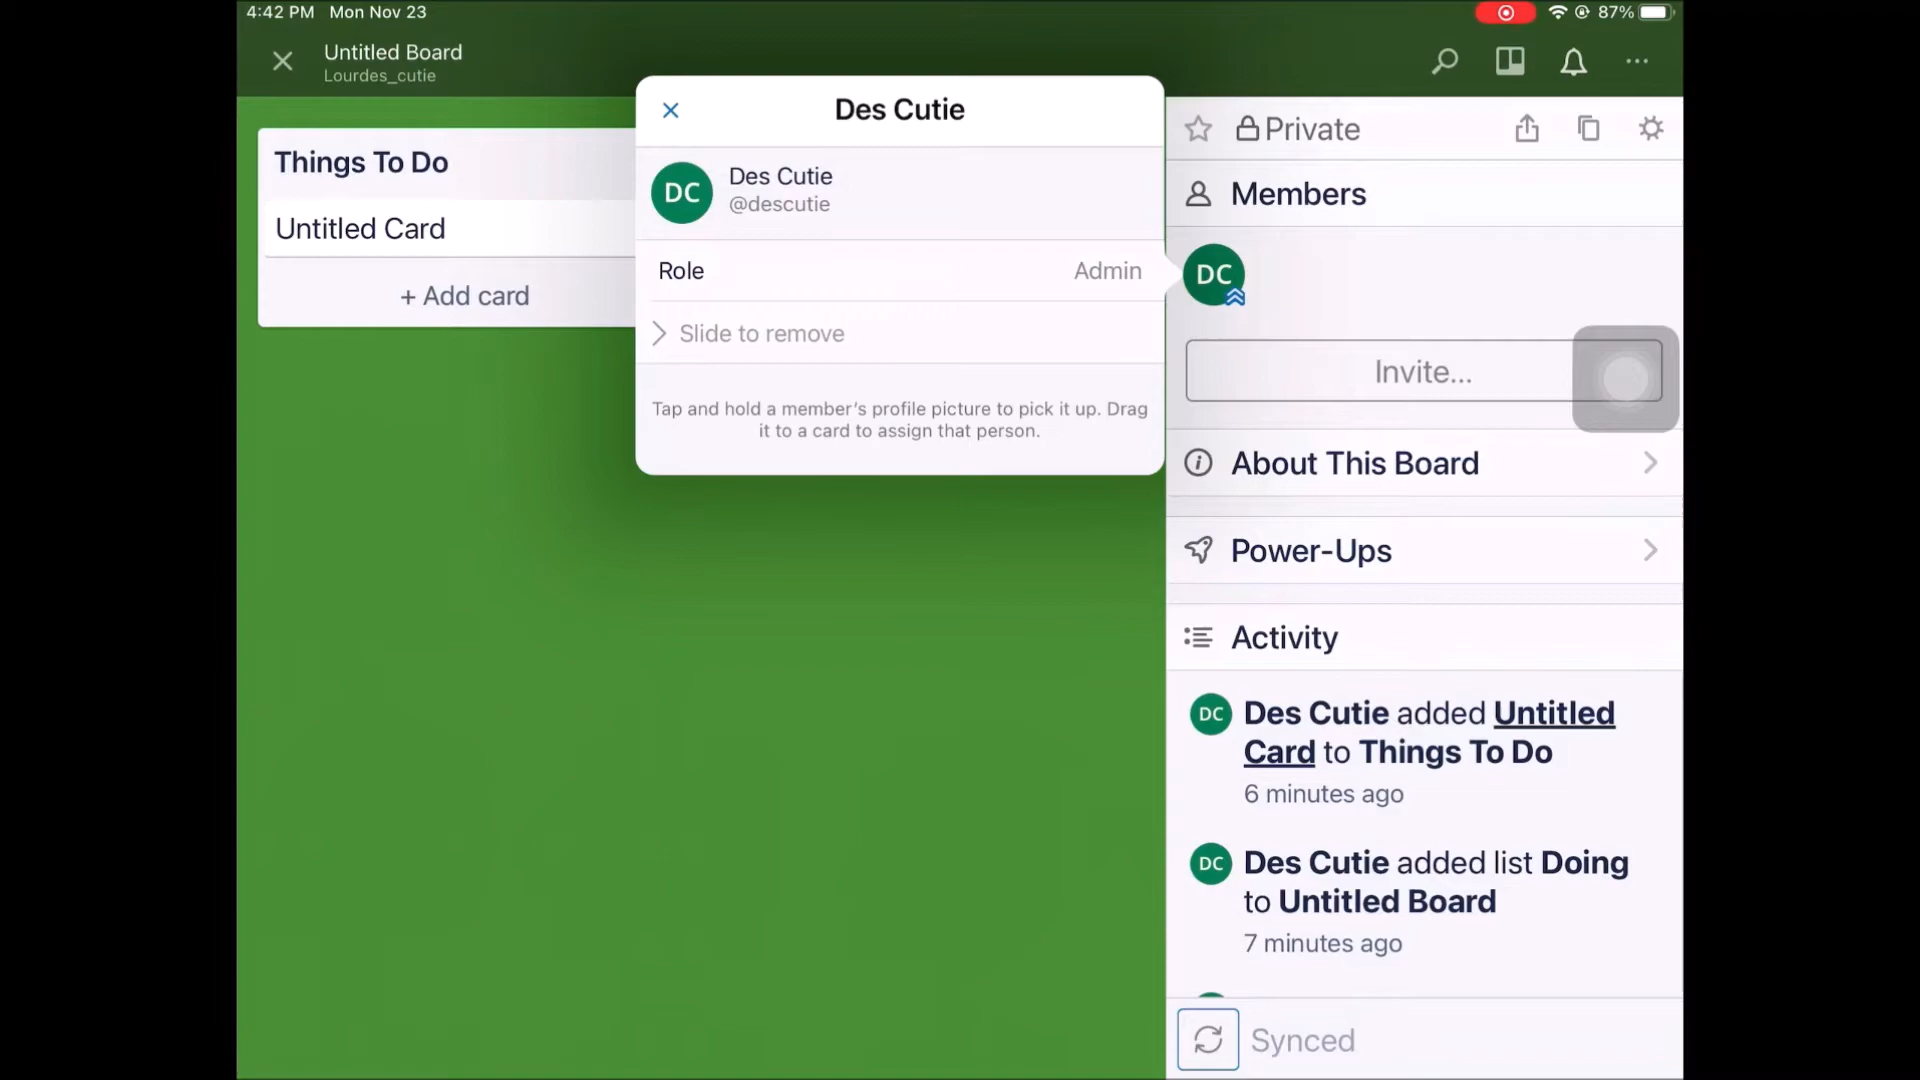 4:42 PM Mon Nov 23
87%
Untitled Board
Lourdes_cutie
Things To Do
Untitled Card
+ Add card
Des Cutie
DC
Des Cutie
@descutie
Role
Admin
Slide to remove
Tap and hold a member's profile picture to pick it up. Drag
it to a card to assign that person.
Private
Members
DC
Invite...
About This Board
Power-Ups
Activity
DC
Des Cutie added Untitled
Card to Things To Do
6 minutes ago
DC
Des Cutie added list Doing
to Untitled Board
7 minutes ago
Synced